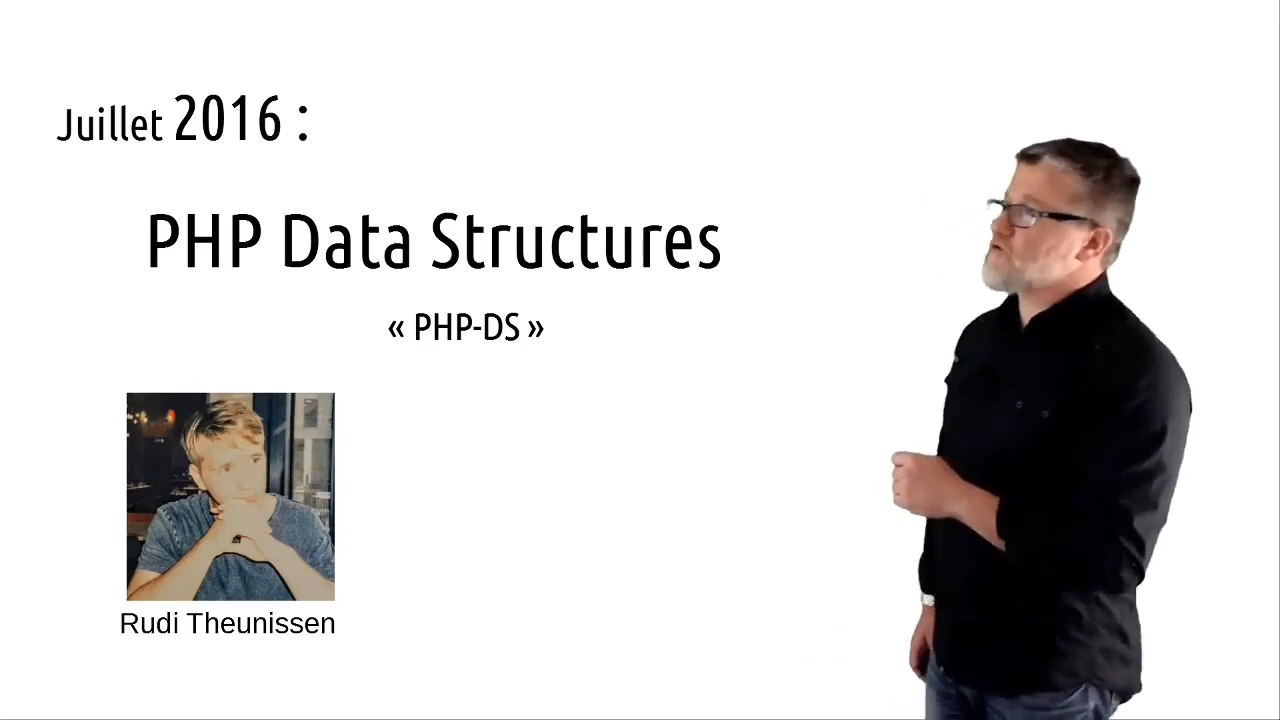 Juillet 2016 :
PHP Data Structures
« PHP-DS »
Rudi Theunissen